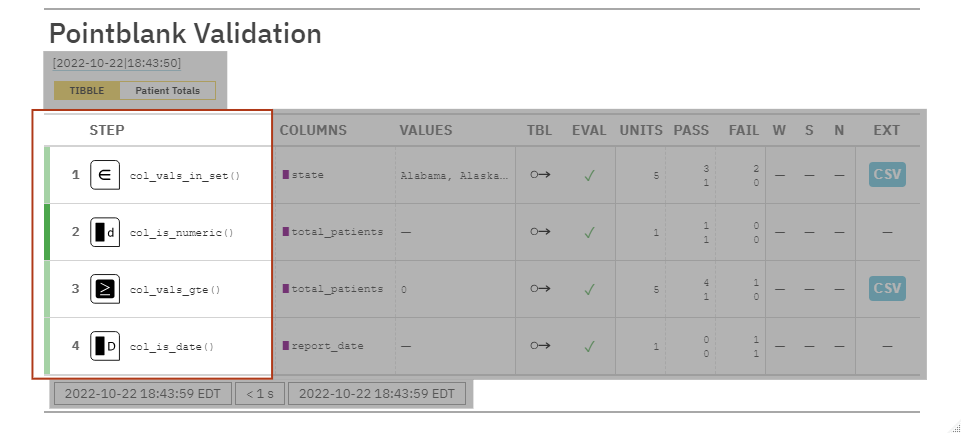 Pointblank Validation
[2022-10-22|18:43:50]
TIBBLE Patient Totals
STEP COLUMNS VALUES TBL EVAL UNITS PASS FAIL W S N EXT
1 ∈ col_vals_in_set() state Alabama, Alaska… O→ ✓ 5 3 2 — — — CSV
1 0
2 d col_is_numeric() total_patients — O→ ✓ 1 1 0 — — — —
1 0
3 ≥ col_vals_gte() total_patients 0 O→ ✓ 5 4 1 — — — CSV
1 0
4 D col_is_date() report_date — O→ ✓ 1 0 1 — — — —
0 1
2022-10-22 18:43:59 EDT < 1 s 2022-10-22 18:43:59 EDT